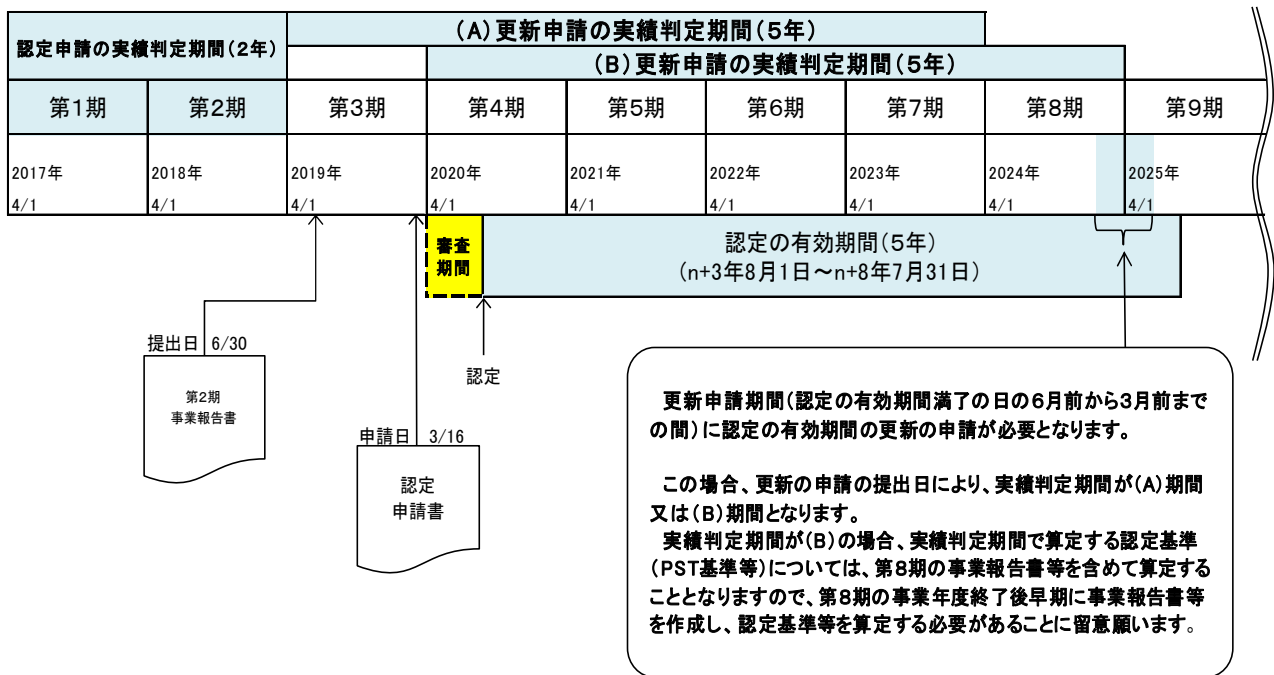 認定申請の実績判定期間(2年)
(A)更新申請の実績判定期間(5年)
(B)更新申請の実績判定期間(5年)
第1期
第2期
第3期
第4期
第5期
第6期
第7期
第8期
第9期
2017年
4/1
2018年
4/1
2019年
4/1
2020年
4/1
2021年
4/1
2022年
4/1
2023年
4/1
2024年
4/1
2025年
4/1
審査
期間
認定の有効期間(5年)
(n+3年8月1日～n+8年7月31日)
提出日 6/30
第2期
事業報告書
申請日 3/16
認定
申請書
認定
更新申請期間(認定の有効期間満了の日の6月前から3月前まで
の間)に認定の有効期間の更新の申請が必要となります。
この場合、更新の申請の提出日により、実績判定期間が(A)期間
又は(B)期間となります。
実績判定期間が(B)の場合、実績判定期間で算定する認定基準
(PST基準等)については、第8期の事業報告書等を含めて算定する
こととなりますので、第8期の事業年度終了後早期に事業報告書等
を作成し、認定基準等を算定する必要があることに留意願います。